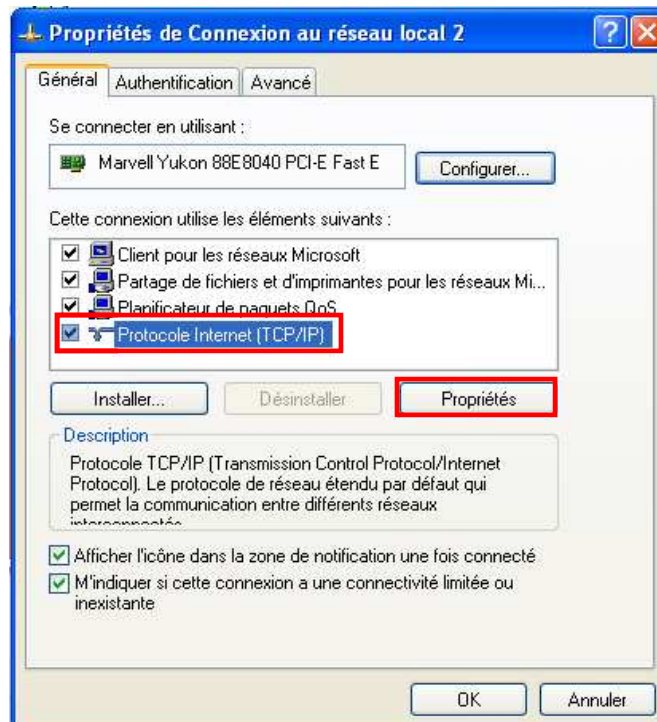 Propriétés de Connexion au réseau local 2
Général Authentification Avancé
Se connecter en utilisant :
Marvell Yukon 88E8040 PCI-E Fast E Configurer...
Cette connexion utilise les éléments suivants :
Client pour les réseaux Microsoft
Partage de fichiers et d'imprimantes pour les réseaux Mi...
Planificateur de paquets QoS
Protocole Internet (TCP/IP)
Installer... Désinstaller Propriétés
Description
Protocole TCP/IP (Transmission Control Protocol/Internet
Protocol). Le protocole de réseau étendu par défaut qui
permet la communication entre différents réseaux
interconnectés
Afficher l'icône dans la zone de notification une fois connecté
M'indiquer si cette connexion a une connectivité limitée ou
inexistante
OK Annuler